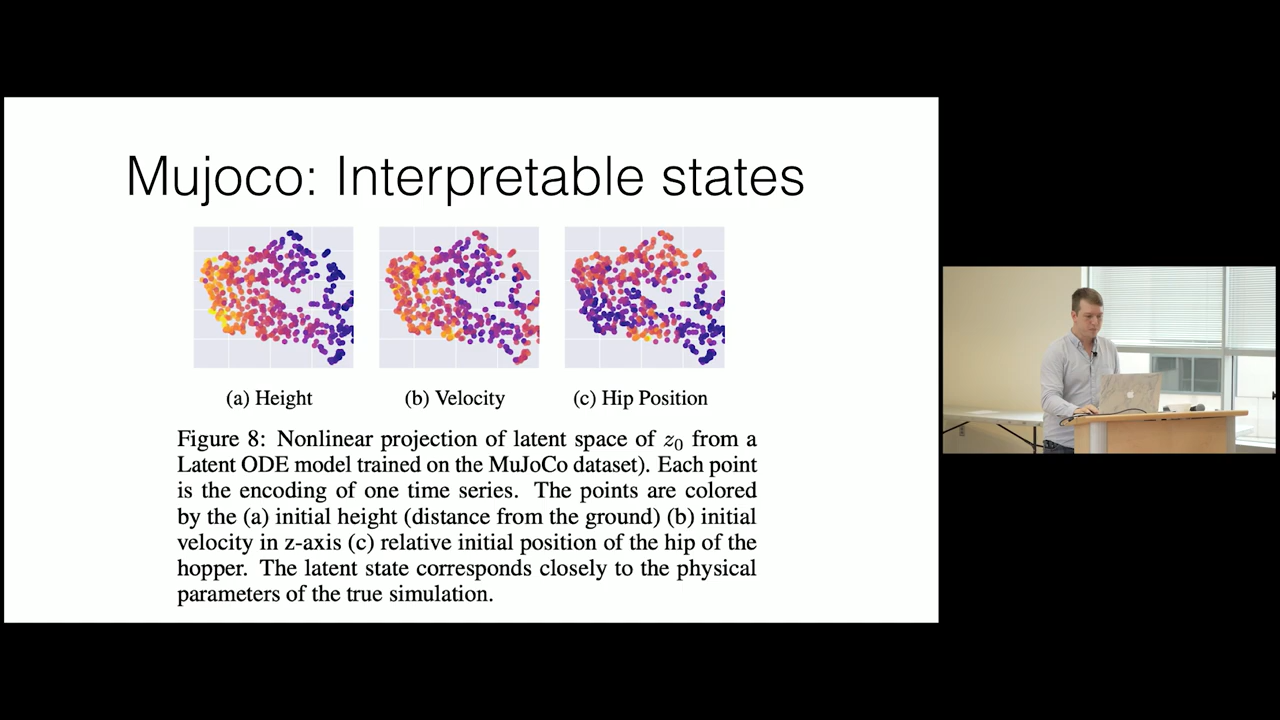 Mujoco: Interpretable states
(a) Height
(b) Velocity
(c) Hip Position
Figure 8: Nonlinear projection of latent space of z₀ from a
Latent ODE model trained on the MuJoCo dataset). Each point
is the encoding of one time series. The points are colored
by the (a) initial height (distance from the ground) (b) initial
velocity in z-axis (c) relative initial position of the hip of the
hopper. The latent state corresponds closely to the physical
parameters of the true simulation.